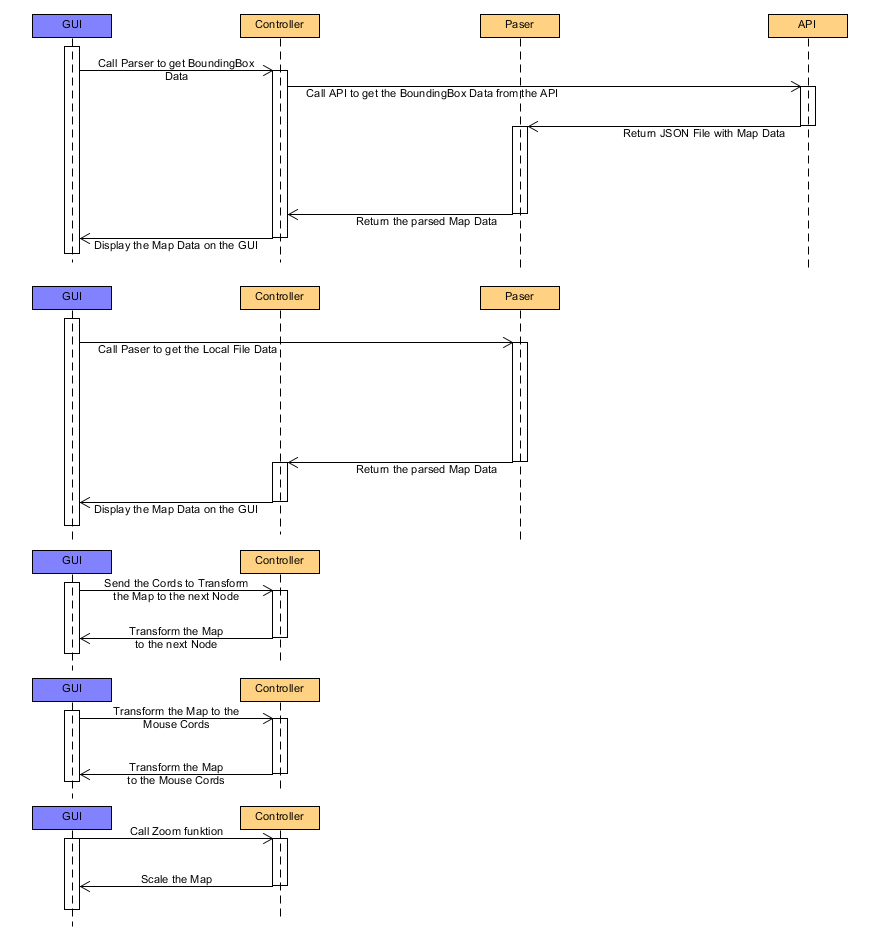 GUI
Controller
Paser
API
Call Parser to get BoundingBox
Data
Call API to get the BoundingBox Data from the API
Return JSON File with Map Data
Return the parsed Map Data
Display the Map Data on the GUI
GUI
Controller
Paser
Call Paser to get the Local File Data
Return the parsed Map Data
Display the Map Data on the GUI
GUI
Controller
Send the Cords to Transform
the Map to the next Node
Transform the Map
to the next Node
GUI
Controller
Transform the Map to the
Mouse Cords
Transform the Map
to the Mouse Cords
GUI
Controller
Call Zoom funktion
Scale the Map